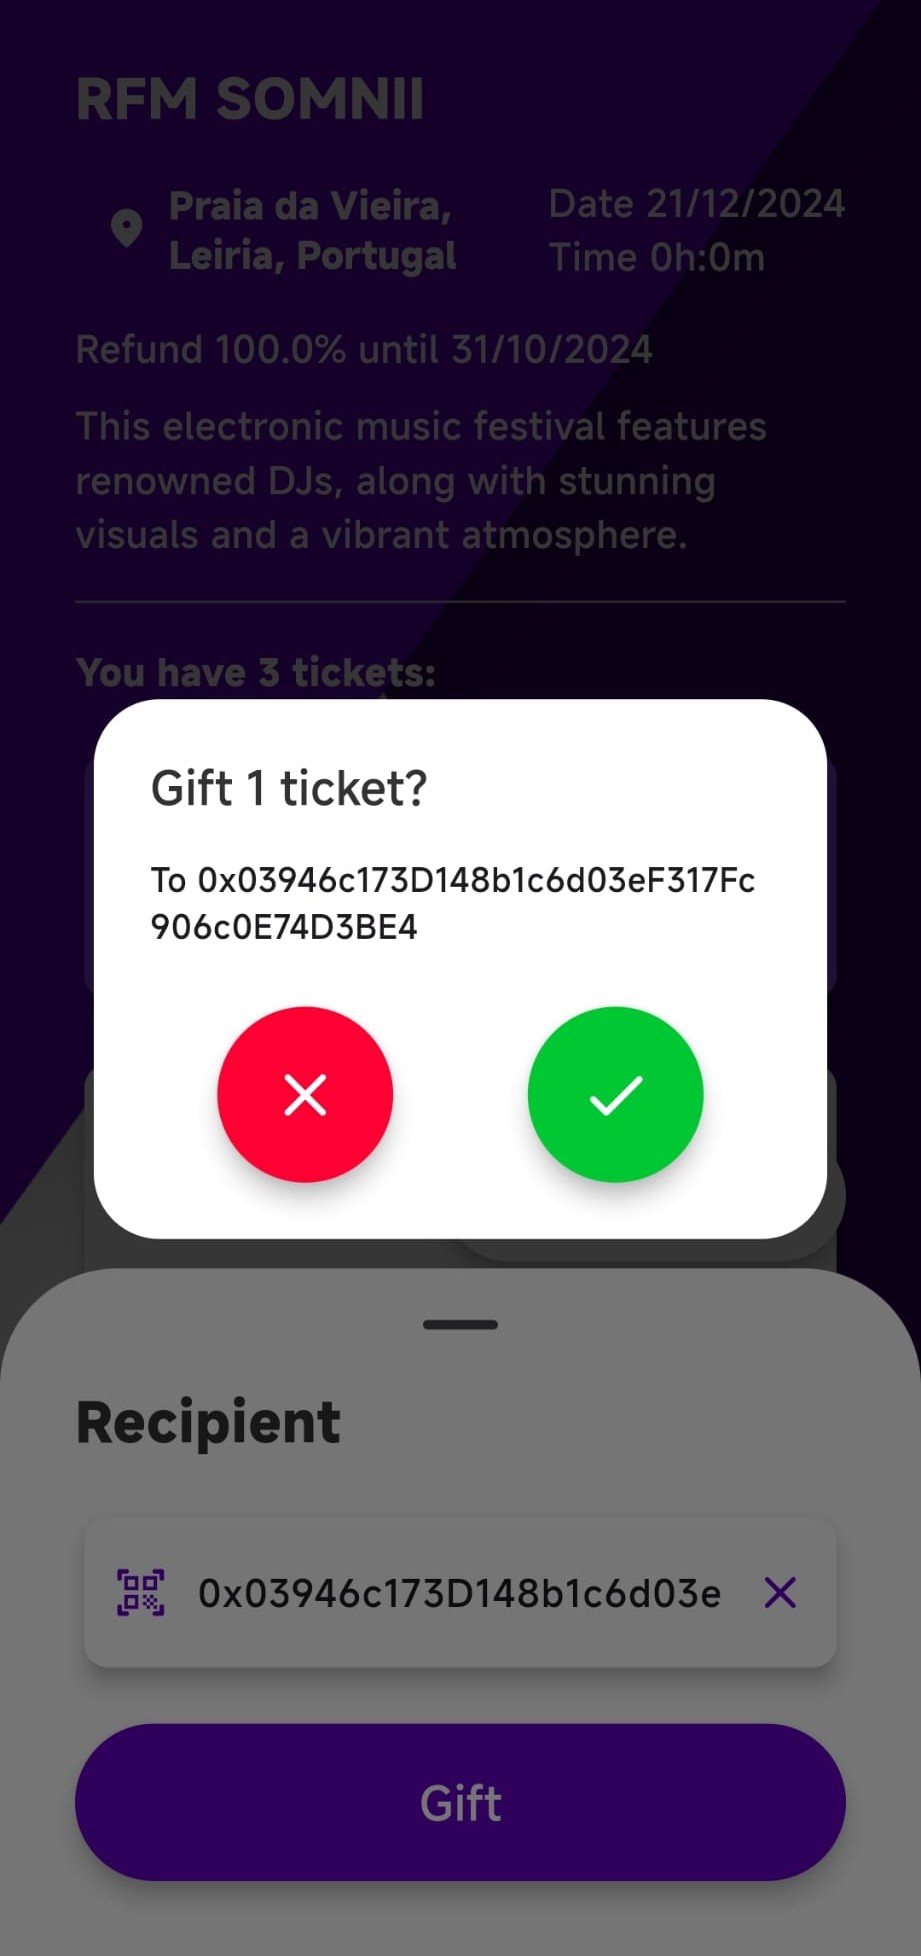 RFM SOMNII
Praia da Vieira,
Leiria, Portugal
Date 21/12/2024
Time 0h:0m
Refund 100.0% until 31/10/2024
This electronic music festival features
renowned DJs, along with stunning
visuals and a vibrant atmosphere.
You have 3 tickets:
Gift 1 ticket?
To 0x03946c173D148b1c6d03eF317Fc
906c0E74D3BE4
Recipient
0x03946c173D148b1c6d03e
Gift